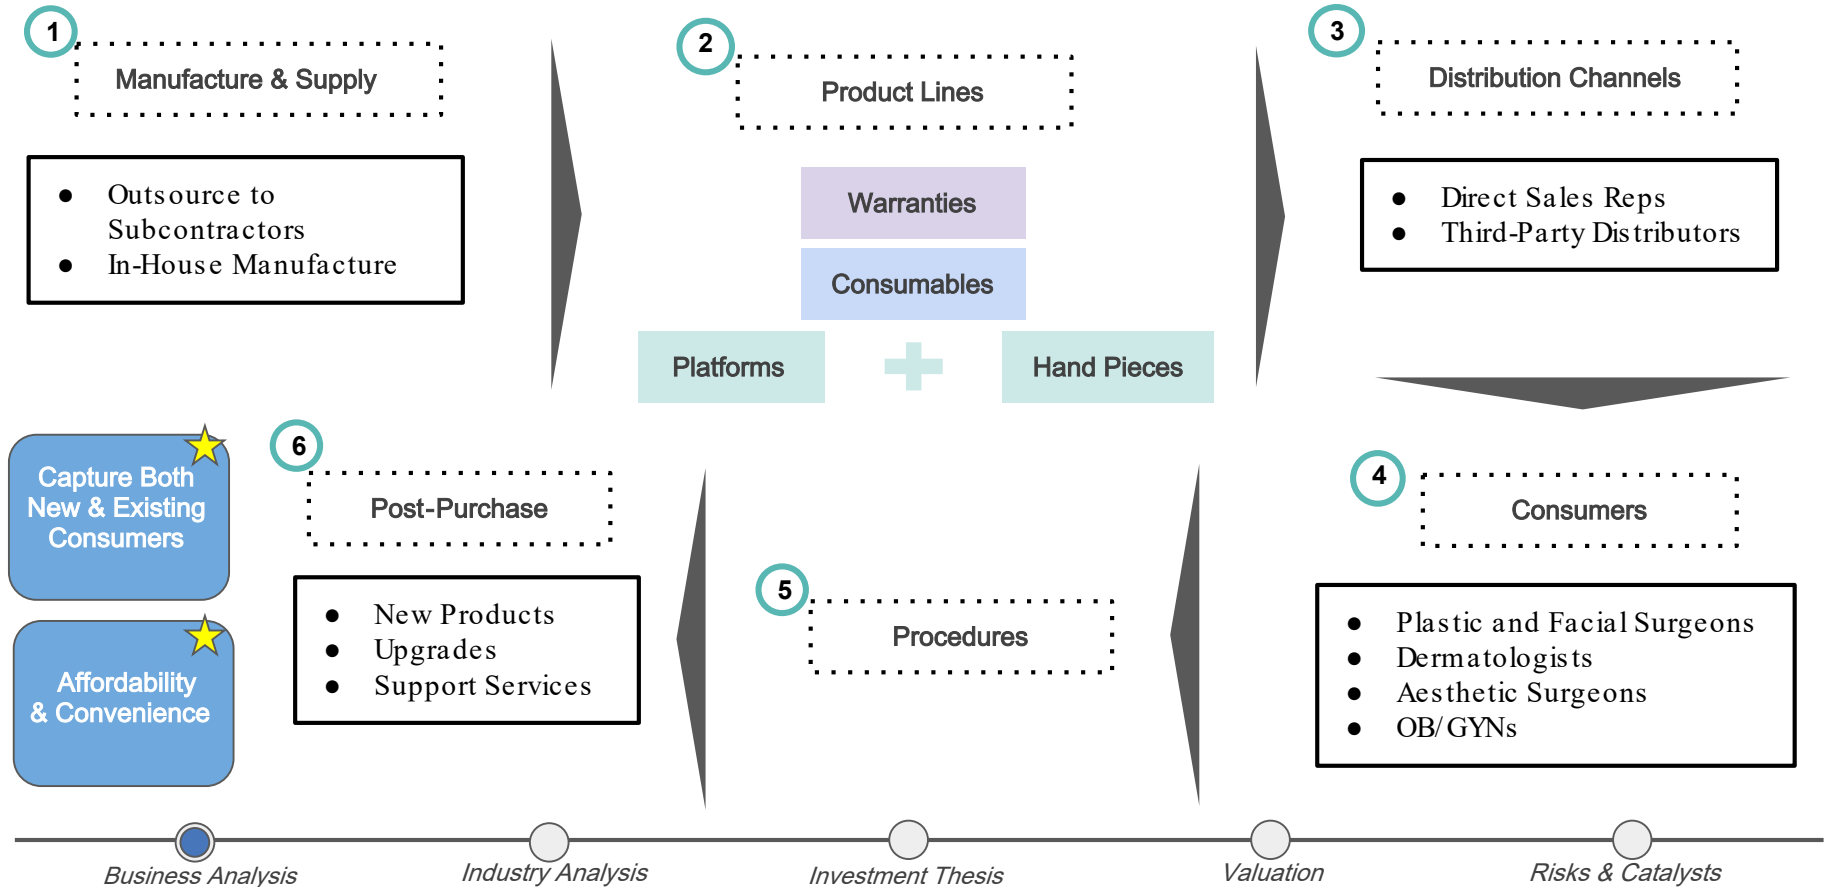 1
Manufacture & Supply
● Outsource to
Subcontractors
● In-House Manufacture
2
Product Lines
Warranties
Consumables
Platforms
Hand Pieces
3
Distribution Channels
● Direct Sales Reps
● Third-Party Distributors
4
Consumers
● Plastic and Facial Surgeons
● Dermatologists
● Aesthetic Surgeons
● OB/GYNs
5
Procedures
6
Post-Purchase
● New Products
● Upgrades
● Support Services
Capture Both
New & Existing
Consumers
Affordability
& Convenience
Business Analysis
Industry Analysis
Investment Thesis
Valuation
Risks & Catalysts